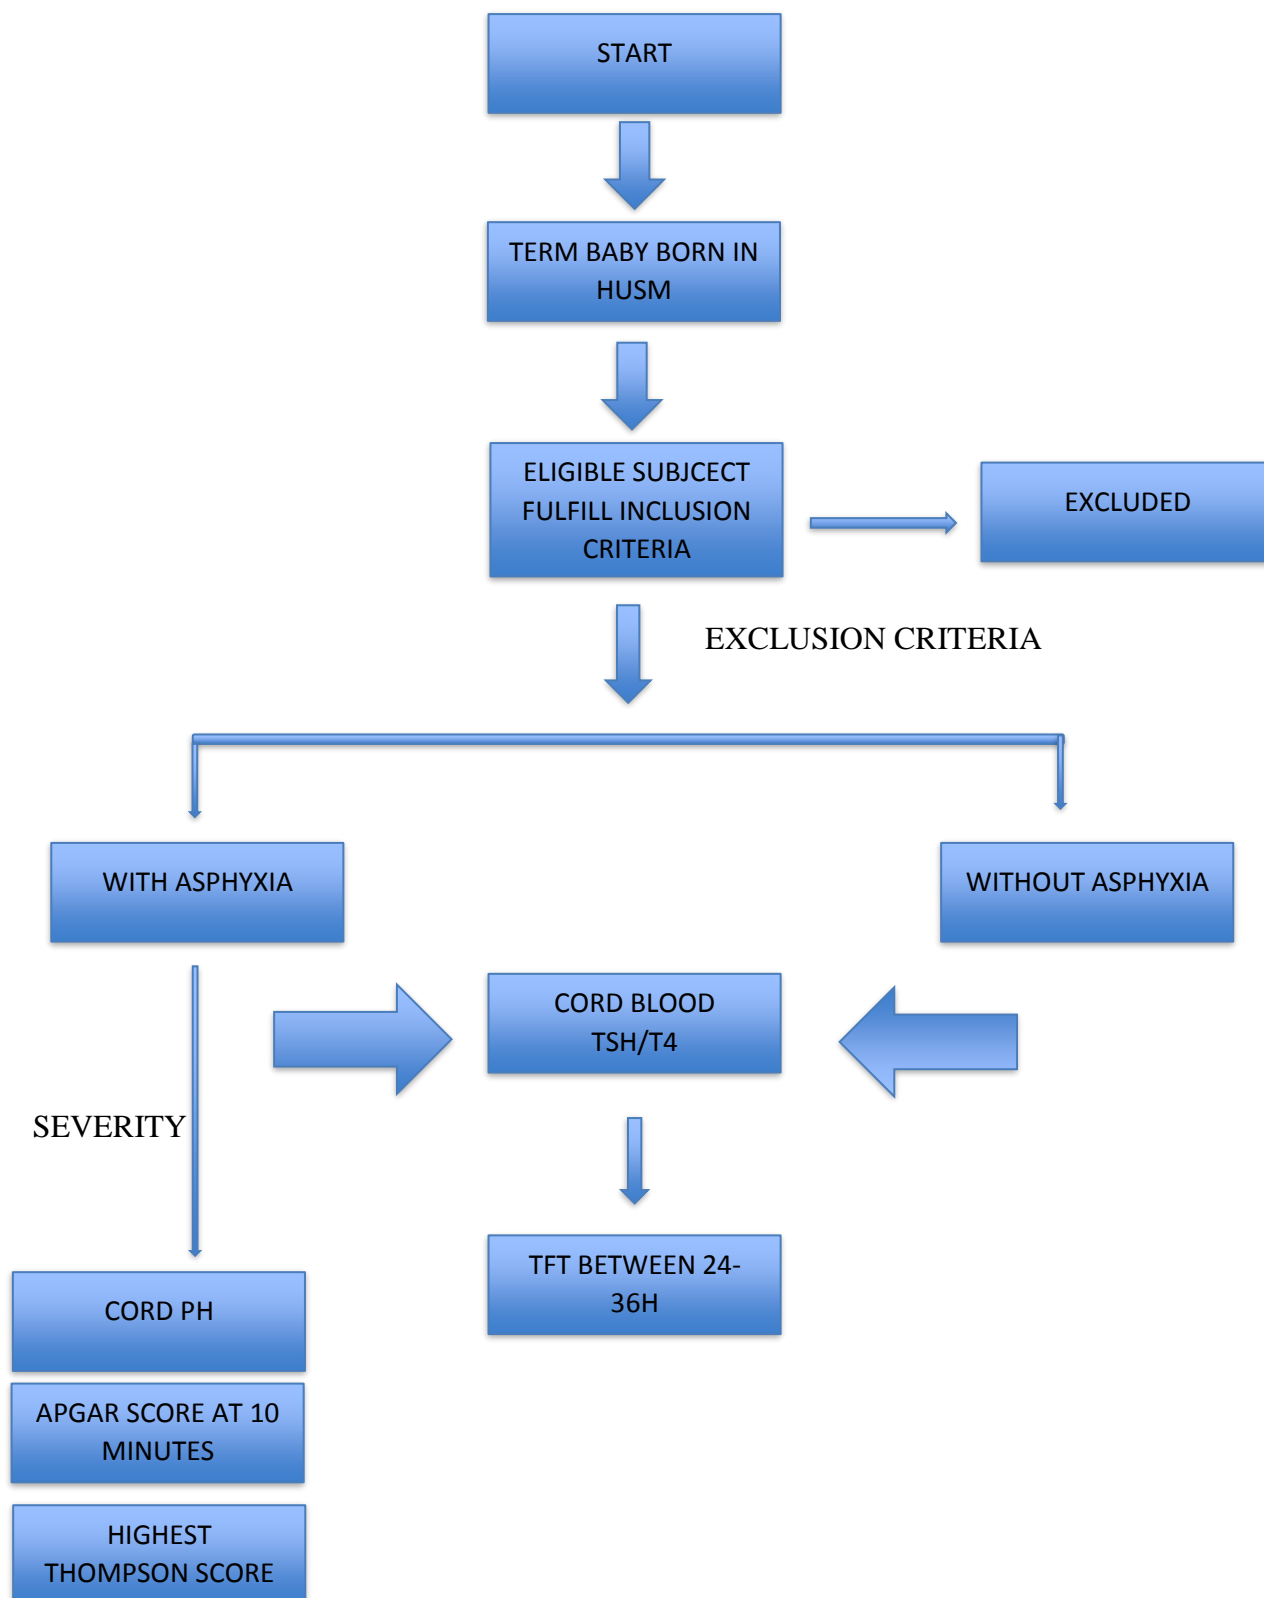 START
TERM BABY BORN IN
HUSM
ELIGIBLE SUBJCECT
FULFILL INCLUSION
CRITERIA
EXCLUDED
EXCLUSION CRITERIA
WITH ASPHYXIA
WITHOUT ASPHYXIA
CORD BLOOD
TSH/T4
SEVERITY
TFT BETWEEN 24-
36H
CORD PH
APGAR SCORE AT 10
MINUTES
HIGHEST
THOMPSON SCORE